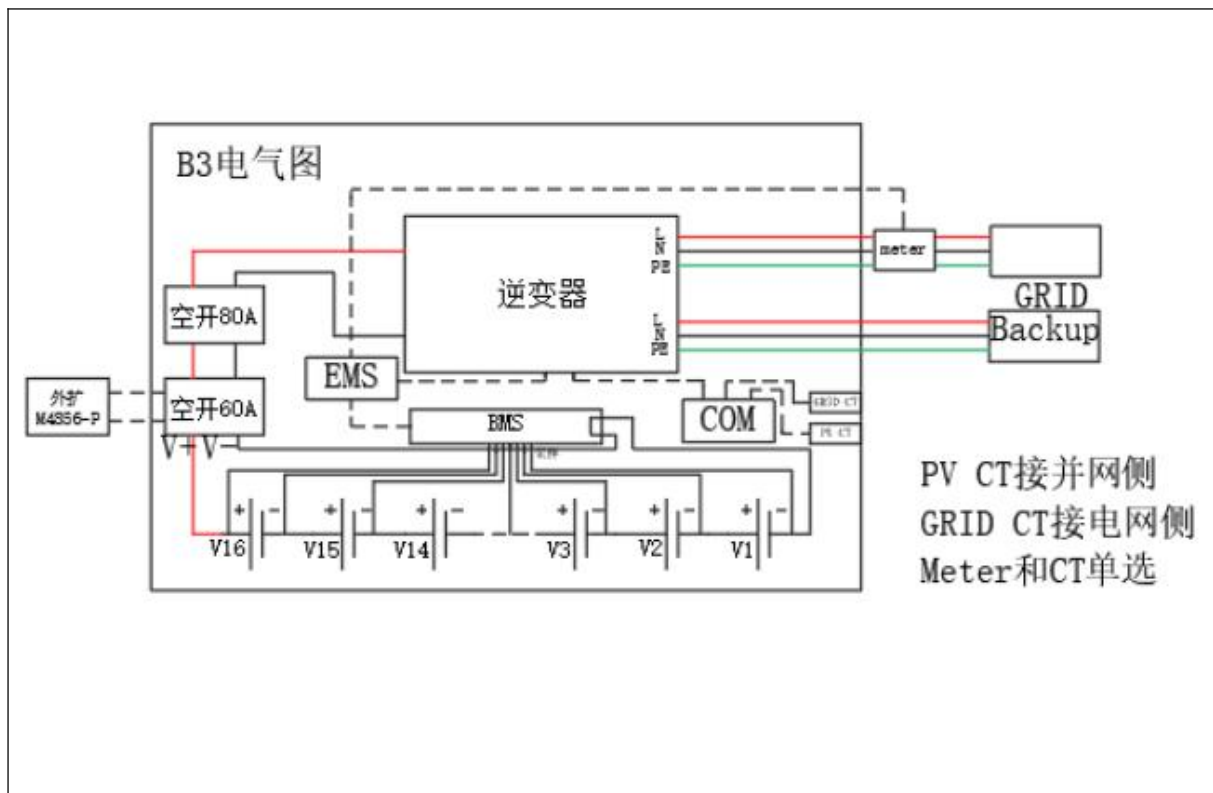 B3电气图
L
N
PE
meter
逆变器
GRID
空开80A
L
N
PE
Backup
EMS
外扩
M4856-P
空开60A
COM
GRID CT
PV CT
BMS
V+ V-
PV CT接并网侧
GRID CT接电网侧
Meter和CT单选
+ - + - + - + - + - + -
V16 V15 V14 V3 V2 V1